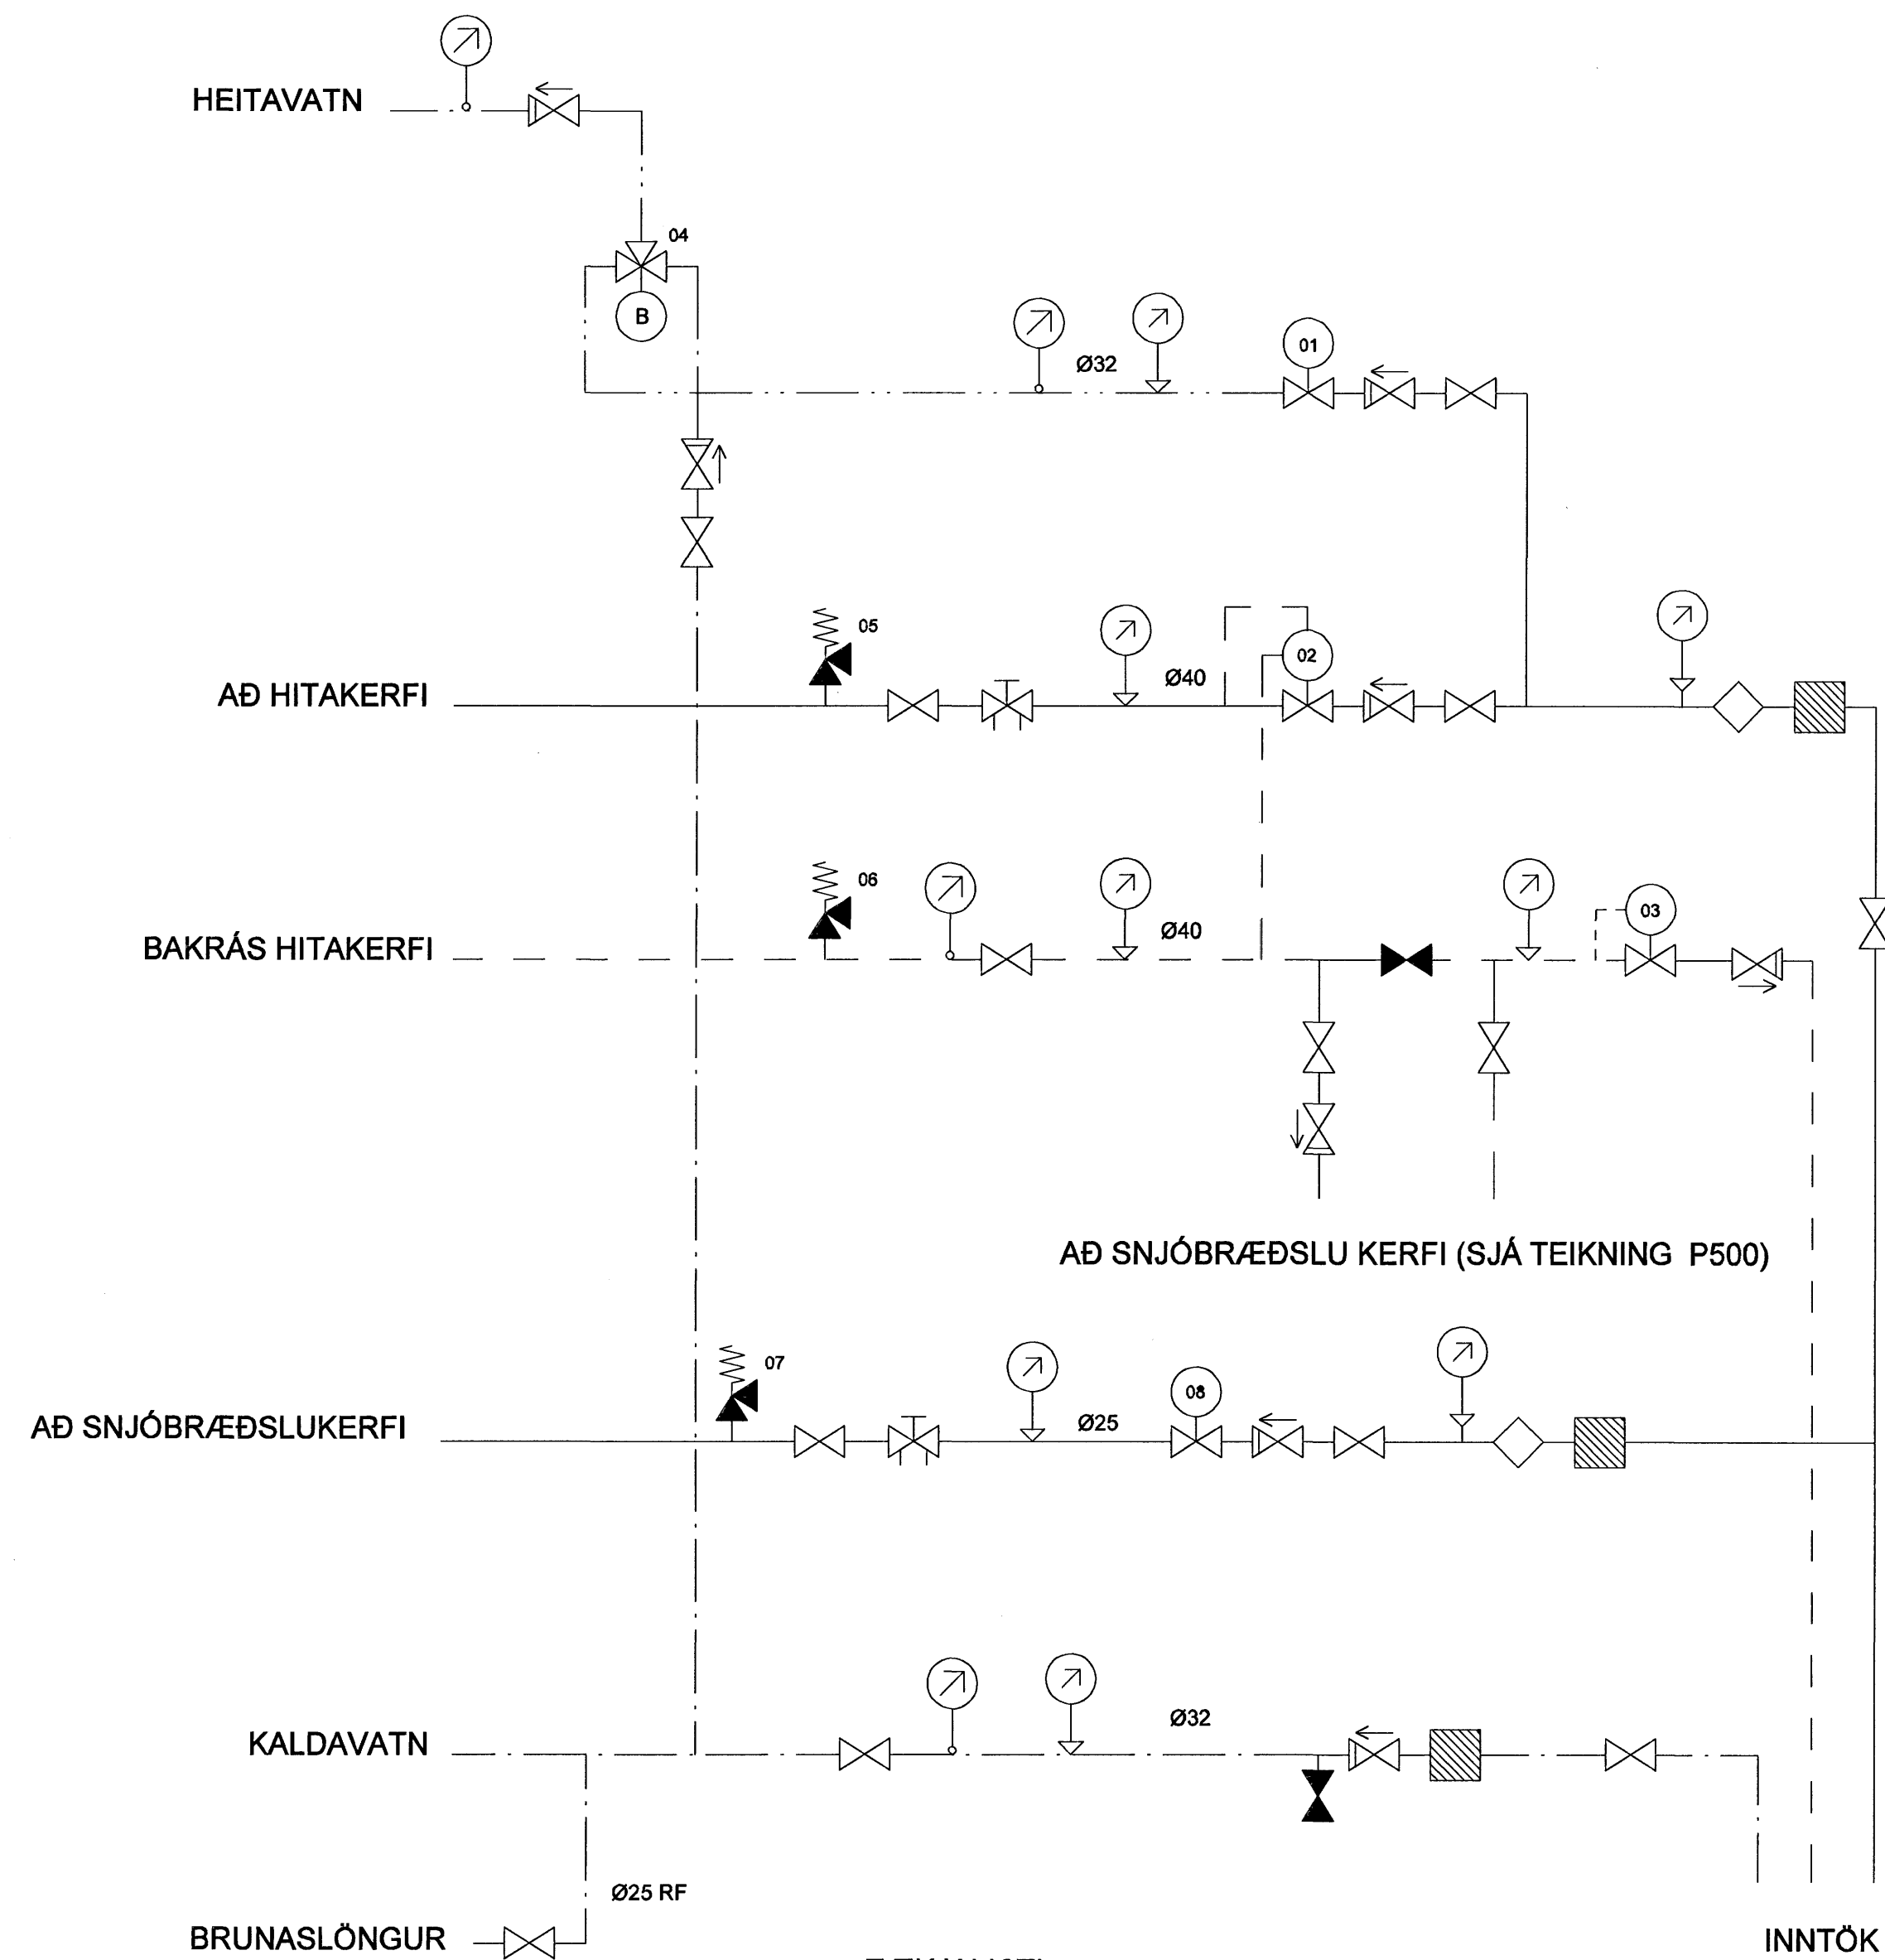 HEITAVATN
04
B
Ø32
01
05
AÐ HITAKERFI
Ø40
02
06
BAKRÁS HITAKERFI
Ø40
03
AÐ SNJÓBRÆÐSLU KERFI (SJÁ TEIKNING P500)
07
AÐ SNJÓBRÆÐSLUKERFI
Ø25
08
KALDAVATN
Ø32
Ø25 RF
BRUNASLÖNGUR
INNTÖK